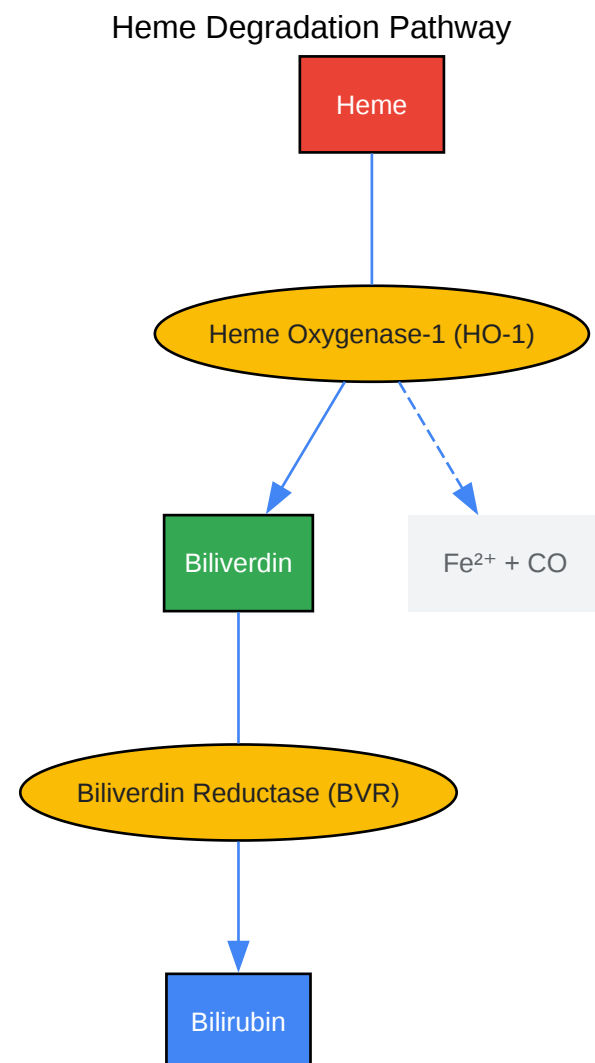 Heme Degradation Pathway
Heme
Heme Oxygenase-1 (HO-1)
Biliverdin
Fe²⁺ + CO
Biliverdin Reductase (BVR)
Bilirubin